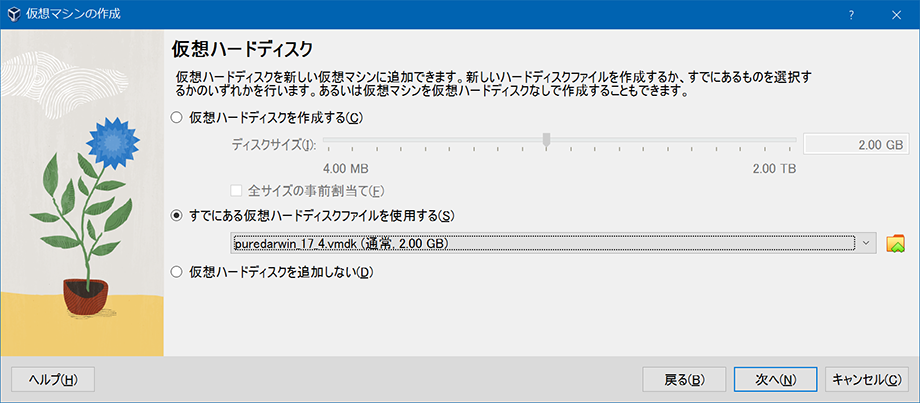 仮想マシンの作成
?
仮想ハードディスク
仮想ハードディスクを新しい仮想マシンに追加できます。新しいハードディスクファイルを作成するか、すでにあるものを選択す
るかのいずれかを行います。あるいは仮想マシンを仮想ハードディスクなしで作成することもできます。
仮想ハードディスクを作成する(C)
ディスクサイズ(I): 2.00 GB
4.00 MB 2.00 TB
全サイズの事前割当て(F)
すでにある仮想ハードディスクファイルを使用する(S)
puredarwin_17_4.vmdk (通常, 2.00 GB)
仮想ハードディスクを追加しない(D)
ヘルプ(H) 戻る(B) 次へ(N) キャンセル(C)